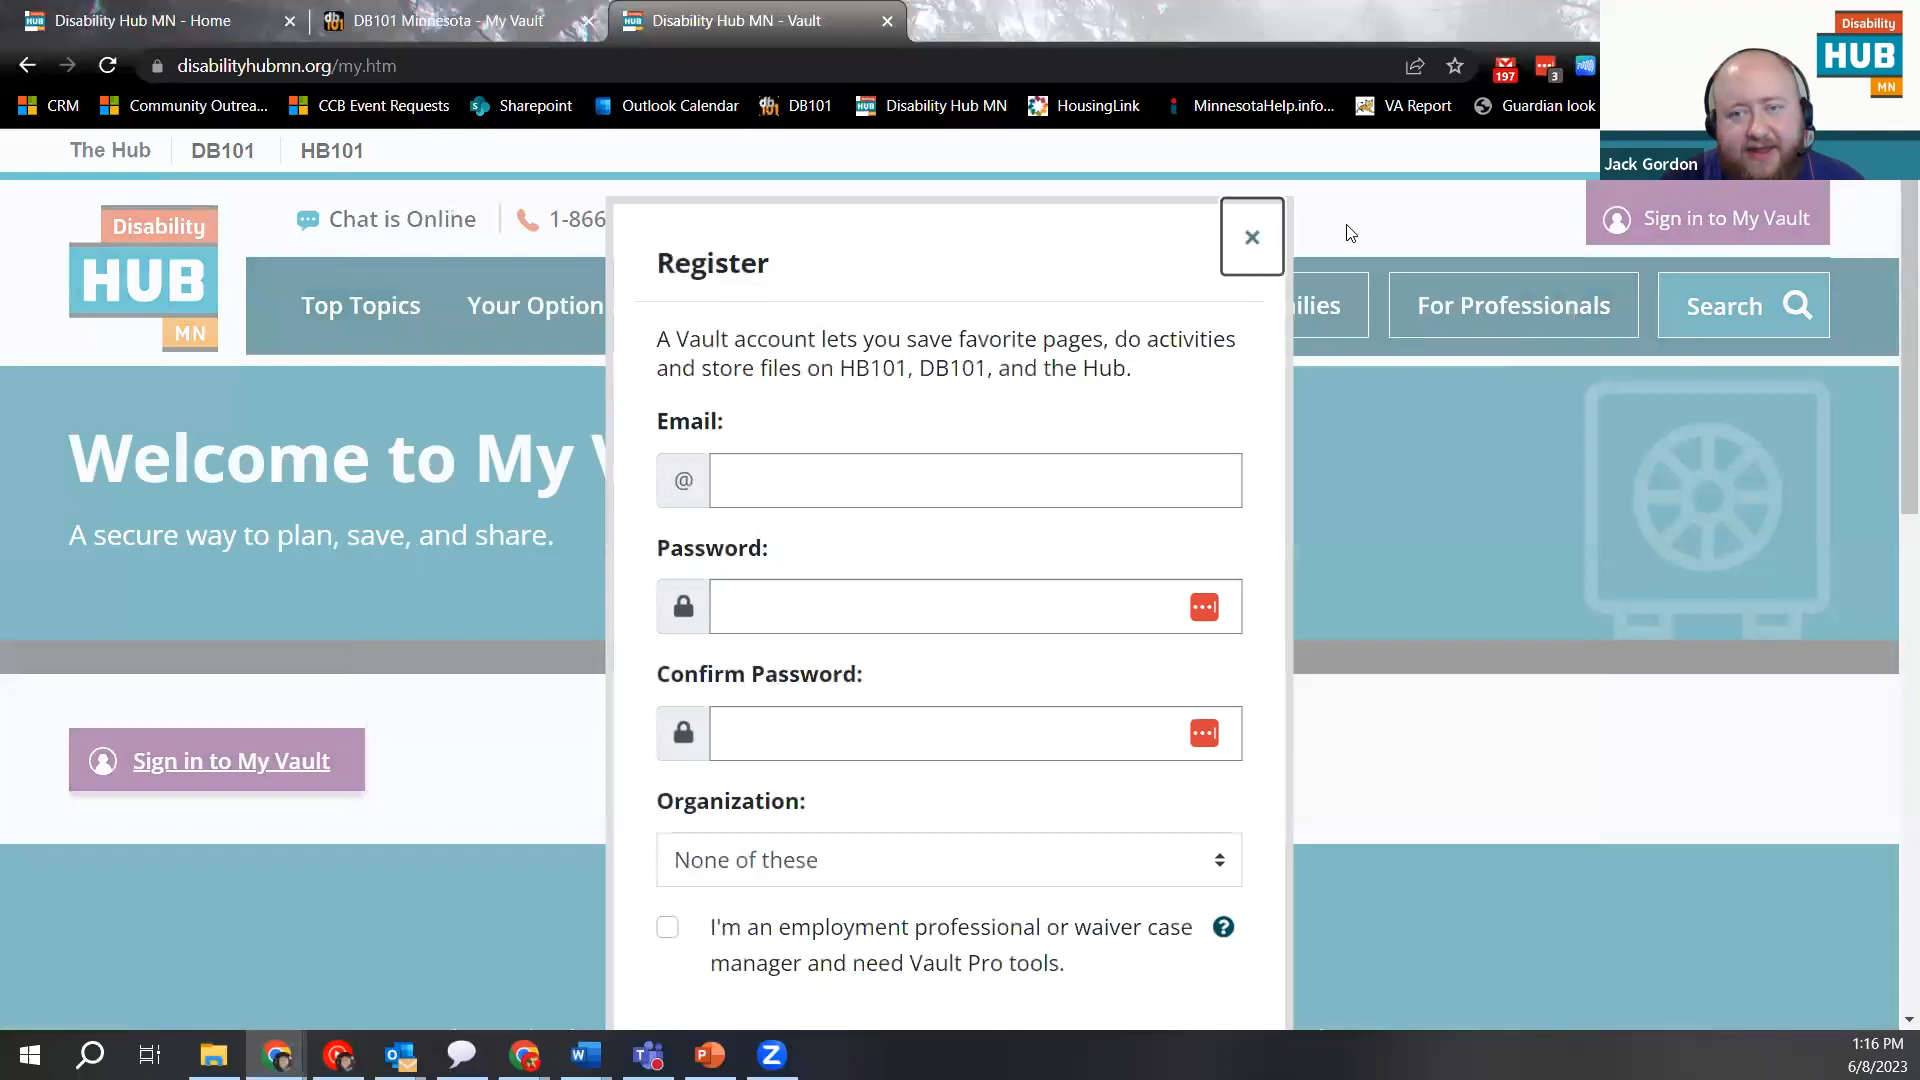 Disability Hub MN - Home
DB101 Minnesota - My Vault
Disability Hub MN - Vault
disabilityhubmn.org/my.htm
197
3
CRM
Community Outrea...
CCB Event Requests
Sharepoint
Outlook Calendar
DB101
Disability Hub MN
HousingLink
MinnesotaHelp.info...
VA Report
Guardian look
Disability
HUB
MN
Jack Gordon
The Hub
DB101
HB101
Disability
HUB
MN
Chat is Online
1-866
Sign in to My Vault
Top Topics
Your Option
ilies
For Professionals
Search
Register
A Vault account lets you save favorite pages, do activities
and store files on HB101, DB101, and the Hub.
Email:
@
Password:
Confirm Password:
Organization:
None of these
I'm an employment professional or waiver case
manager and need Vault Pro tools.
Welcome to My V
A secure way to plan, save, and share.
Sign in to My Vault
1:16 PM
6/8/2023